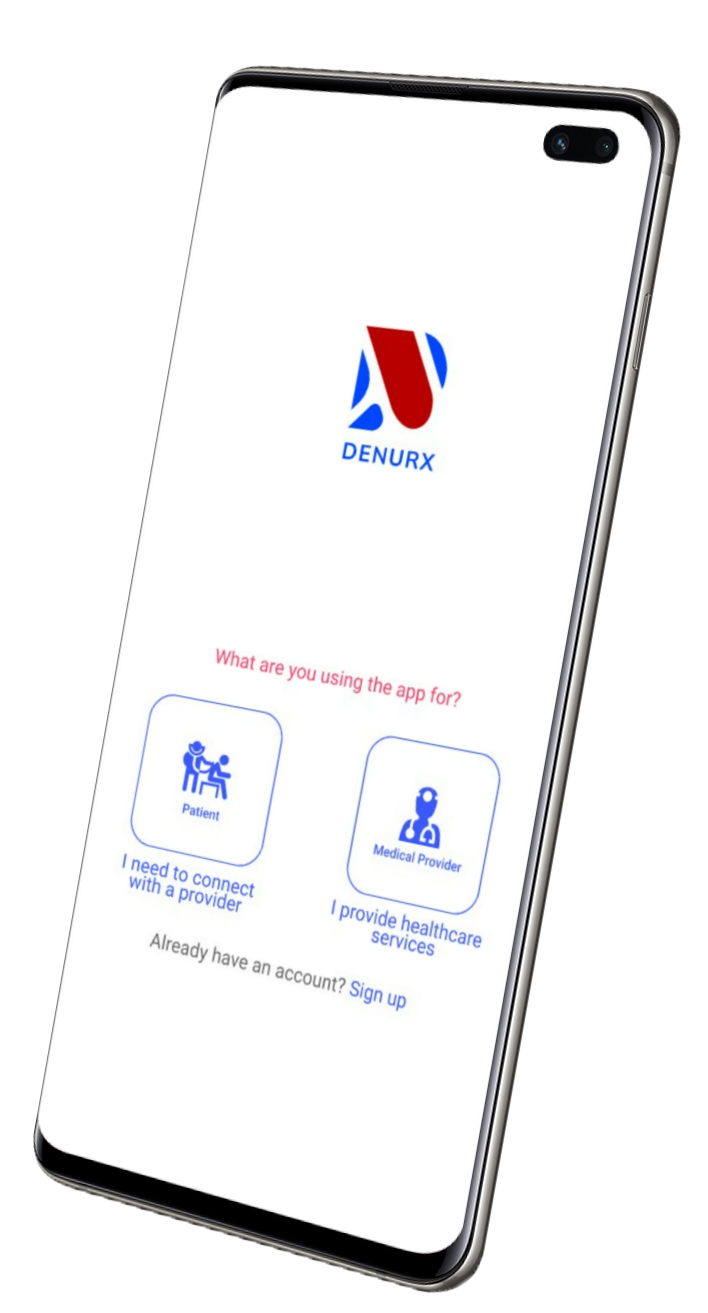 DENURX
What are you using the app for?
Patient
Medical Provider
I need to connect
with a provider
I provide healthcare
services
Already have an account? Sign up